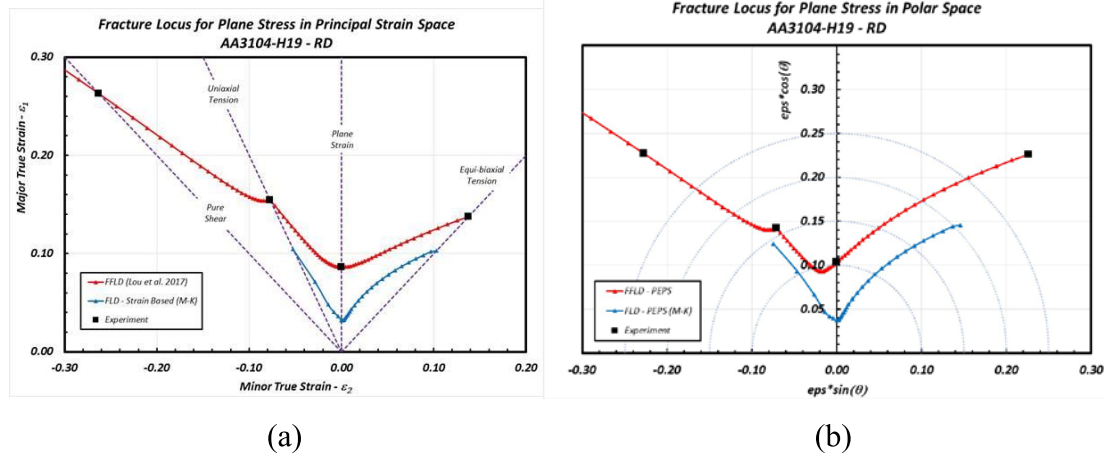 Fracture Locus for Plane Stress in Principal Strain Space
AA3104-H19 - RD
Major True Strain - ε1
0.30
0.20
0.10
0.00
Uniaxial
Tension
Plane
Strain
Equi-biaxial
Tension
Pure
Shear
FFLD (Lou et al. 2017)
FLD - Strain Based (M-K)
Experiment
-0.30
-0.20
-0.10
0.00
0.10
0.20
Minor True Strain - ε2
(a)
Fracture Locus for Plane Stress in Polar Space
AA3104-H19 - RD
eps*cos(θ)
0.30
0.25
0.20
0.15
0.10
0.05
FFLD - PEPS
FLD - PEPS (M-K)
Experiment
-0.30
-0.20
-0.10
0.00
0.10
0.20
0.30
eps*sin(θ)
(b)